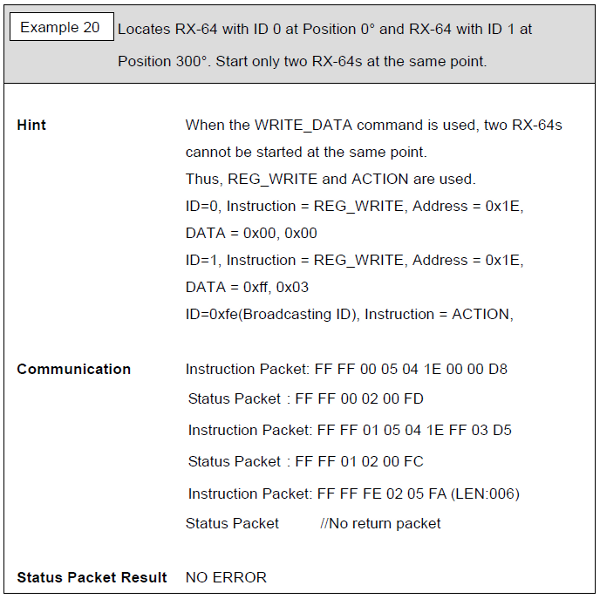 Example 20
Locates RX-64 with ID 0 at Position 0° and RX-64 with ID 1 at
Position 300°. Start only two RX-64s at the same point.
Hint
When the WRITE_DATA command is used, two RX-64s
cannot be started at the same point.
Thus, REG_WRITE and ACTION are used.
ID=0, Instruction = REG_WRITE, Address = 0x1E,
DATA = 0x00, 0x00
ID=1, Instruction = REG_WRITE, Address = 0x1E,
DATA = 0xff, 0x03
ID=0xfe(Broadcasting ID), Instruction = ACTION,
Communication
Instruction Packet: FF FF 00 05 04 1E 00 00 D8
Status Packet : FF FF 00 02 00 FD
Instruction Packet: FF FF 01 05 04 1E FF 03 D5
Status Packet : FF FF 01 02 00 FC
Instruction Packet: FF FF FE 02 05 FA (LEN:006)
Status Packet //No return packet
Status Packet Result NO ERROR